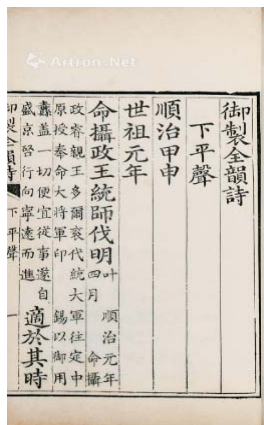 Artron.Net
御製全韻詩
下平聲
順治甲申
世祖元年
命攝政王統師伐明叶 順治元年
四月 命攝
政睿親王多爾袞代統大軍往定中
原授奉命大將軍印錫以御用
纛蓋一切便宜從事遂自
盛京啓行向寧遠而進
適於其時
御製全韻詩 下平聲 一